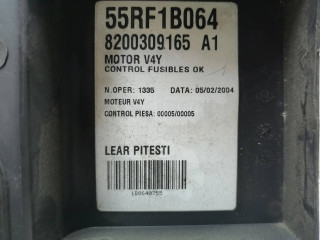 55RF1B064
8200309165 A1
MOTOR V4Y
CONTROL FUSIBLES OK
N.OPER: 1335 DATA: 05/02/2004
MOTEUR V4Y
CONTROL PIESA: 00005/00005
LEAR PITESTI